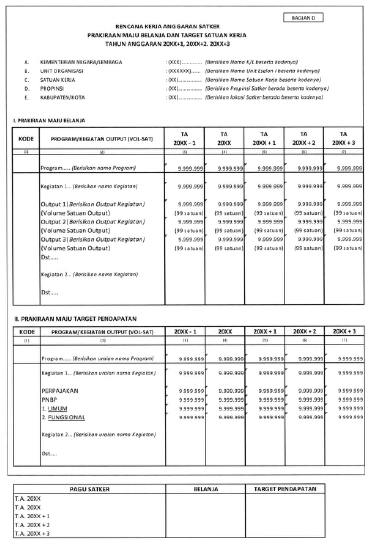 BAGIAN D
RENCANA KERJA ANGGARAN SATKER
PRAKIRAAN MAJU BELANJA DAN TARGET SATUAN KERJA
TAHUN ANGGARAN 20XX+1, 20XX+2, 20XX+3
A. KEMENTERIAN NEGARA/LEMBAGA : (XX)............. (Berisikan Nama K/L beserta kodenya)
B. UNIT ORGANISASI : (XXXXXX)...... (Berisikan Nama Unit Eselon I beserta kodenya)
C. SATUAN KERJA : (XX)............. (Berisikan Nama Satuan Kerja beserta kodenya)
D. PROPINSI : (XX)............. (Berisikan Propinsi Satker berada beserta kodenya)
E. KABUPATEN/KOTA : (XX)............. (Berisikan lokasi Satker berada beserta kodenya)
I. PRAKIRAAN MAJU BELANJA
KODE PROGRAM/KEGIATAN OUTPUT (VOL-SAT) TA 20XX - 1 TA 20XX TA 20XX + 1 TA 20XX + 2 TA 20XX + 3
(1) (2) (3) (4) (5) (6) (7)
Program..... (Berisikan nama Program) 9.999.999 9.999.999 9.999.999 9.999.999 9.999.999
Kegiatan 1... (Berisikan nama Kegiatan) 9.999.999 9.999.999 9.999.999 9.999.999 9.999.999
Output 1 (Berisikan Output Kegiatan) 9.999.999 9.999.999 9.999.999 9.999.999 9.999.999
(Volume Satuan Output) (99 satuan) (99 satuan) (99 satuan) (99 satuan) (99 satuan)
Output 2 (Berisikan Output Kegiatan) 9.999.999 9.999.999 9.999.999 9.999.999 9.999.999
(Volume Satuan Output) (99 satuan) (99 satuan) (99 satuan) (99 satuan) (99 satuan)
Output 3 (Berisikan Output Kegiatan) 9.999.999 9.999.999 9.999.999 9.999.999 9.999.999
(Volume Satuan Output) (99 satuan) (99 satuan) (99 satuan) (99 satuan) (99 satuan)
Dst.....
Kegiatan 2... (Berisikan nama Kegiatan)
Dst.....
B. PRAKIRAAN MAJU TARGET PENDAPATAN
KODE PROGRAM/KEGIATAN OUTPUT (VOL-SAT) 20XX - 1 20XX 20XX + 1 20XX + 2 20XX + 3
(1) (2) (3) (4) (5) (6) (7)
Program..... (Berisikan uraian nama Program) 9.999.999 9.999.999 9.999.999 9.999.999 9.999.999
Kegiatan 1... (Berisikan uraian nama Kegiatan) 9.999.999 9.999.999 9.999.999 9.999.999 9.999.999
PERPAJAKAN 9.999.999 9.999.999 9.999.999 9.999.999 9.999.999
PNBP 9.999.999 9.999.999 9.999.999 9.999.999 9.999.999
1. UMUM 9.999.999 9.999.999 9.999.999 9.999.999 9.999.999
2. FUNGSIONAL 9.999.999 9.999.999 9.999.999 9.999.999 9.999.999
Kegiatan 2... (Berisikan uraian nama Kegiatan)
Dst.....
PAGU SATKER BELANJA TARGET PENDAPATAN
T.A. 20XX
T.A. 20XX
T.A. 20XX + 1
T.A. 20XX + 2
T.A. 20XX + 3